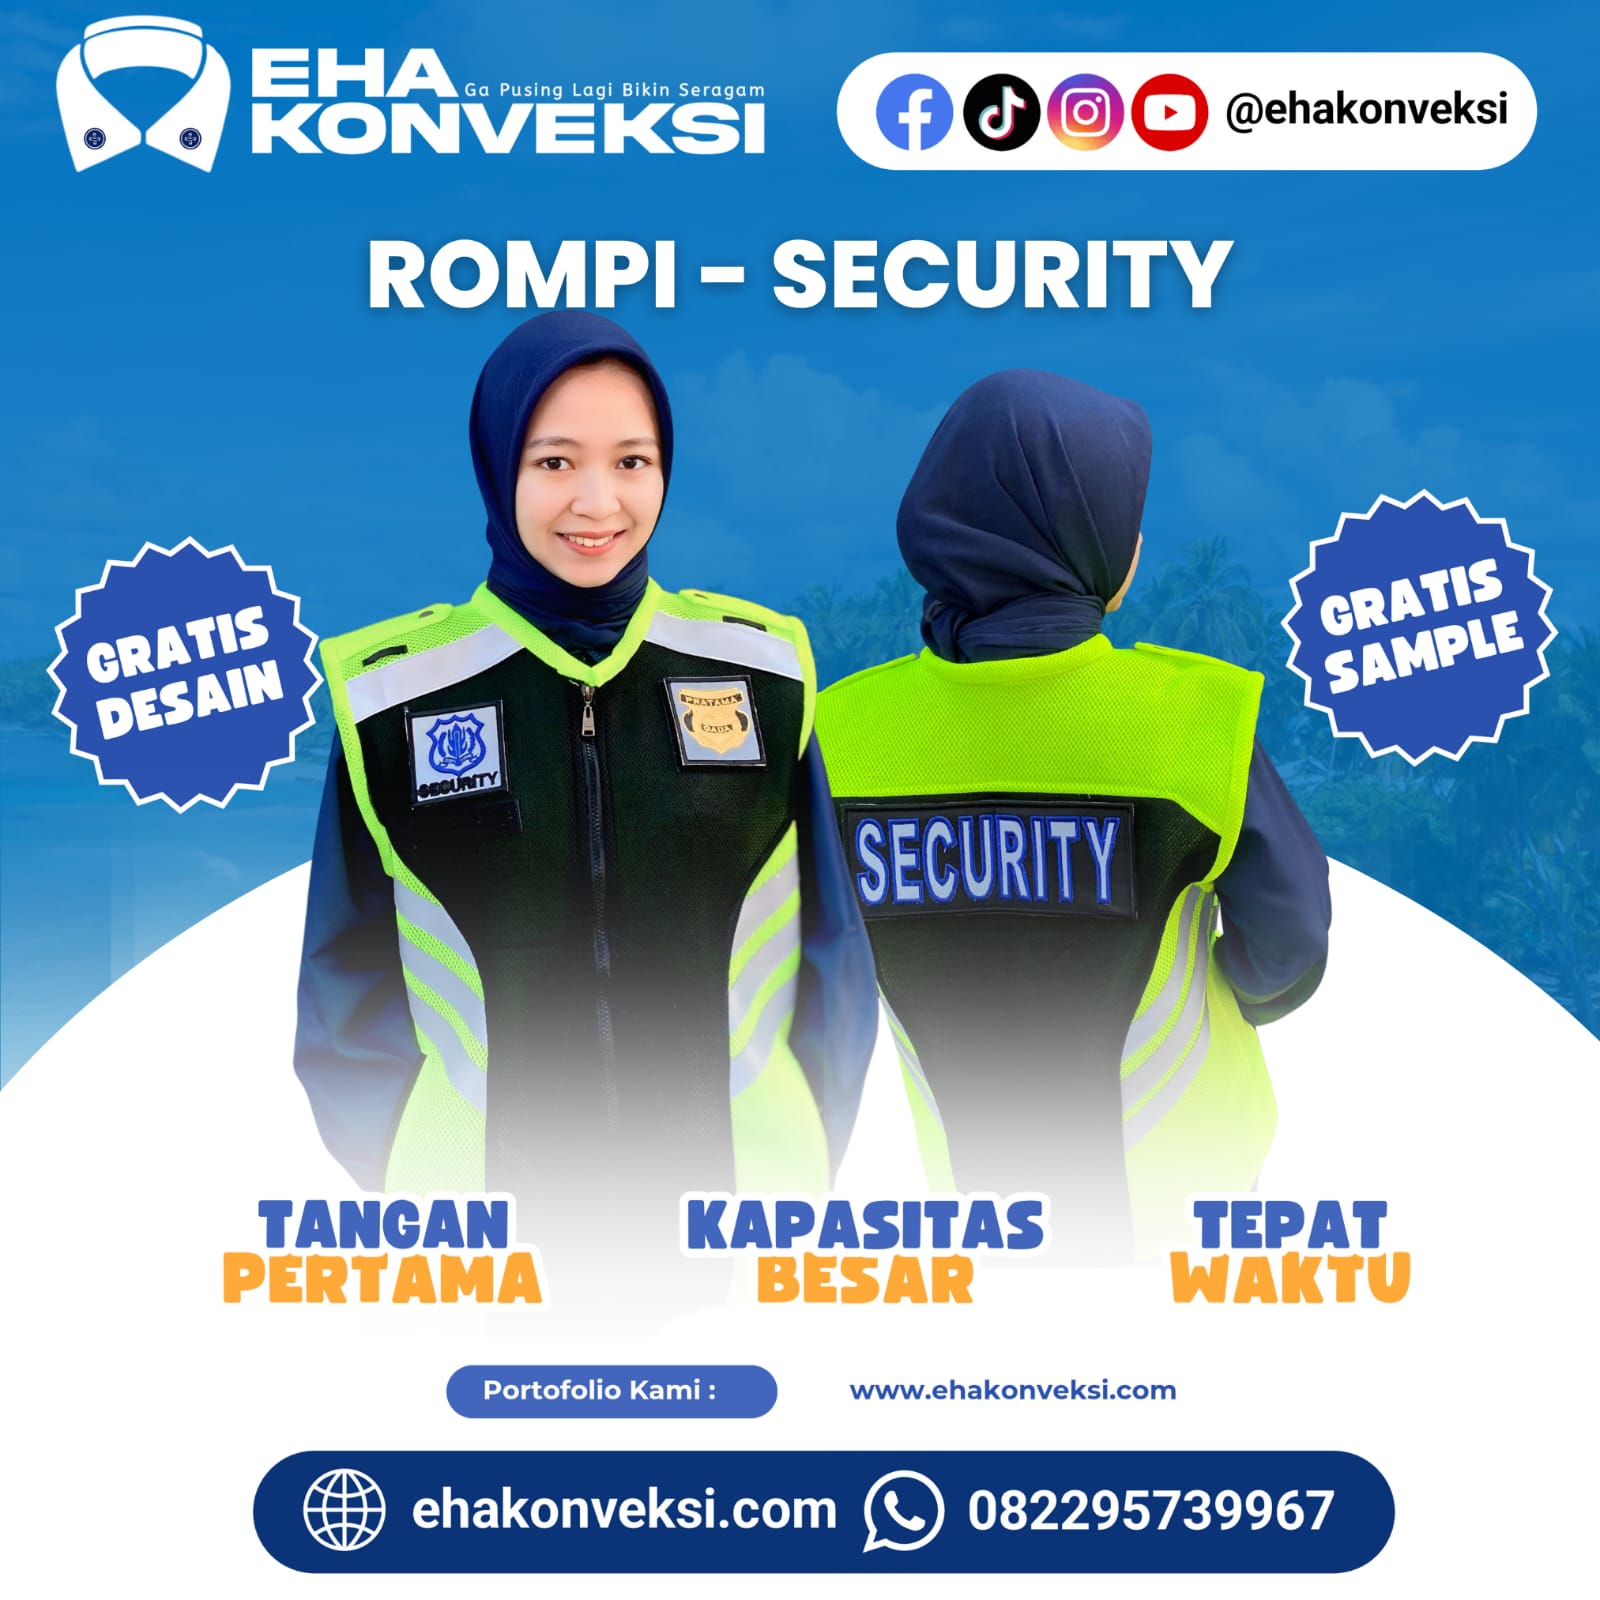 EHA
Ga Pusing Lagi Bikin Seragam
KONVEKSI
@ehakonveksi
ROMPI - SECURITY
GRATIS
DESAIN
GRATIS
SAMPLE
SECURITY
PRATAMA
GADA
SECURITY
TANGAN
PERTAMA
KAPASITAS
BESAR
TEPAT
WAKTU
Portofolio Kami :
www.ehakonveksi.com
ehakonveksi.com
082295739967